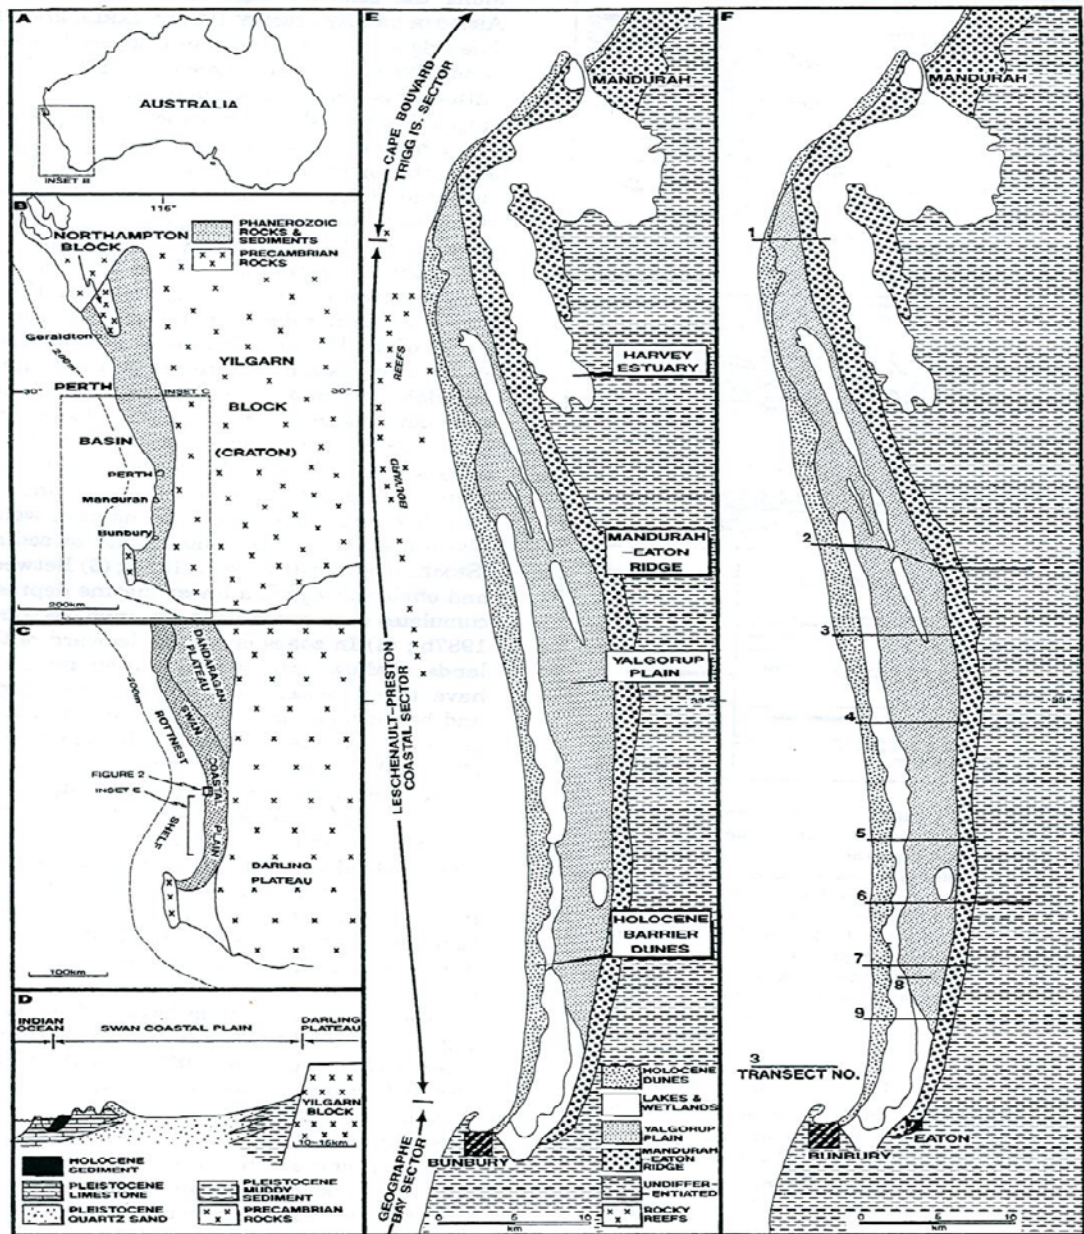 A
AUSTRALIA
INSET B
B
116°
NORTHAMPTON
BLOCK
PHANEROZOIC
ROCKS &
SEDIMENTS
PRECAMBRIAN
ROCKS
Geraldton
200m
YILGARN
30°
30°
PERTH
INSET C
BLOCK
BASIN
(CRATON)
PERTH
Mandurah
Bunbury
200km
C
DANDARAGAN
PLATEAU
200m
SWAN
ROTTNEST
COASTAL
FIGURE 2
INSET E
SHELF
PLAIN
DARLING
PLATEAU
100km
D
INDIAN
OCEAN
SWAN COASTAL PLAIN
DARLING
PLATEAU
YILGARN
BLOCK
10-15km
HOLOCENE
SEDIMENT
PLEISTOCENE
LIMESTONE
PLEISTOCENE
QUARTZ SAND
PLEISTOCENE
MUDDY
SEDIMENT
PRECAMBRIAN
ROCKS
E
CAPE BOUVARD
TRIGG IS. SECTOR
MANDURAH
REEFS
BOUVARD
HARVEY
ESTUARY
MANDURAH
-EATON
RIDGE
YALGORUP
PLAIN
LESCHENAULT-PRESTON
COASTAL SECTOR
HOLOCENE
BARRIER
DUNES
GEOGRAPHE
BAY SECTOR
BUNBURY
HOLOCENE
DUNES
LAKES &
WETLANDS
YALGORUP
PLAIN
MANDURAH
-EATON
RIDGE
UNDIFFER-
ENTIATED
ROCKY
REEFS
0 5 10
km
F
MANDURAH
1
2
3
33°
33°
4
5
6
7
8
9
3
TRANSECT NO.
EATON
BUNBURY
0 5 10
km